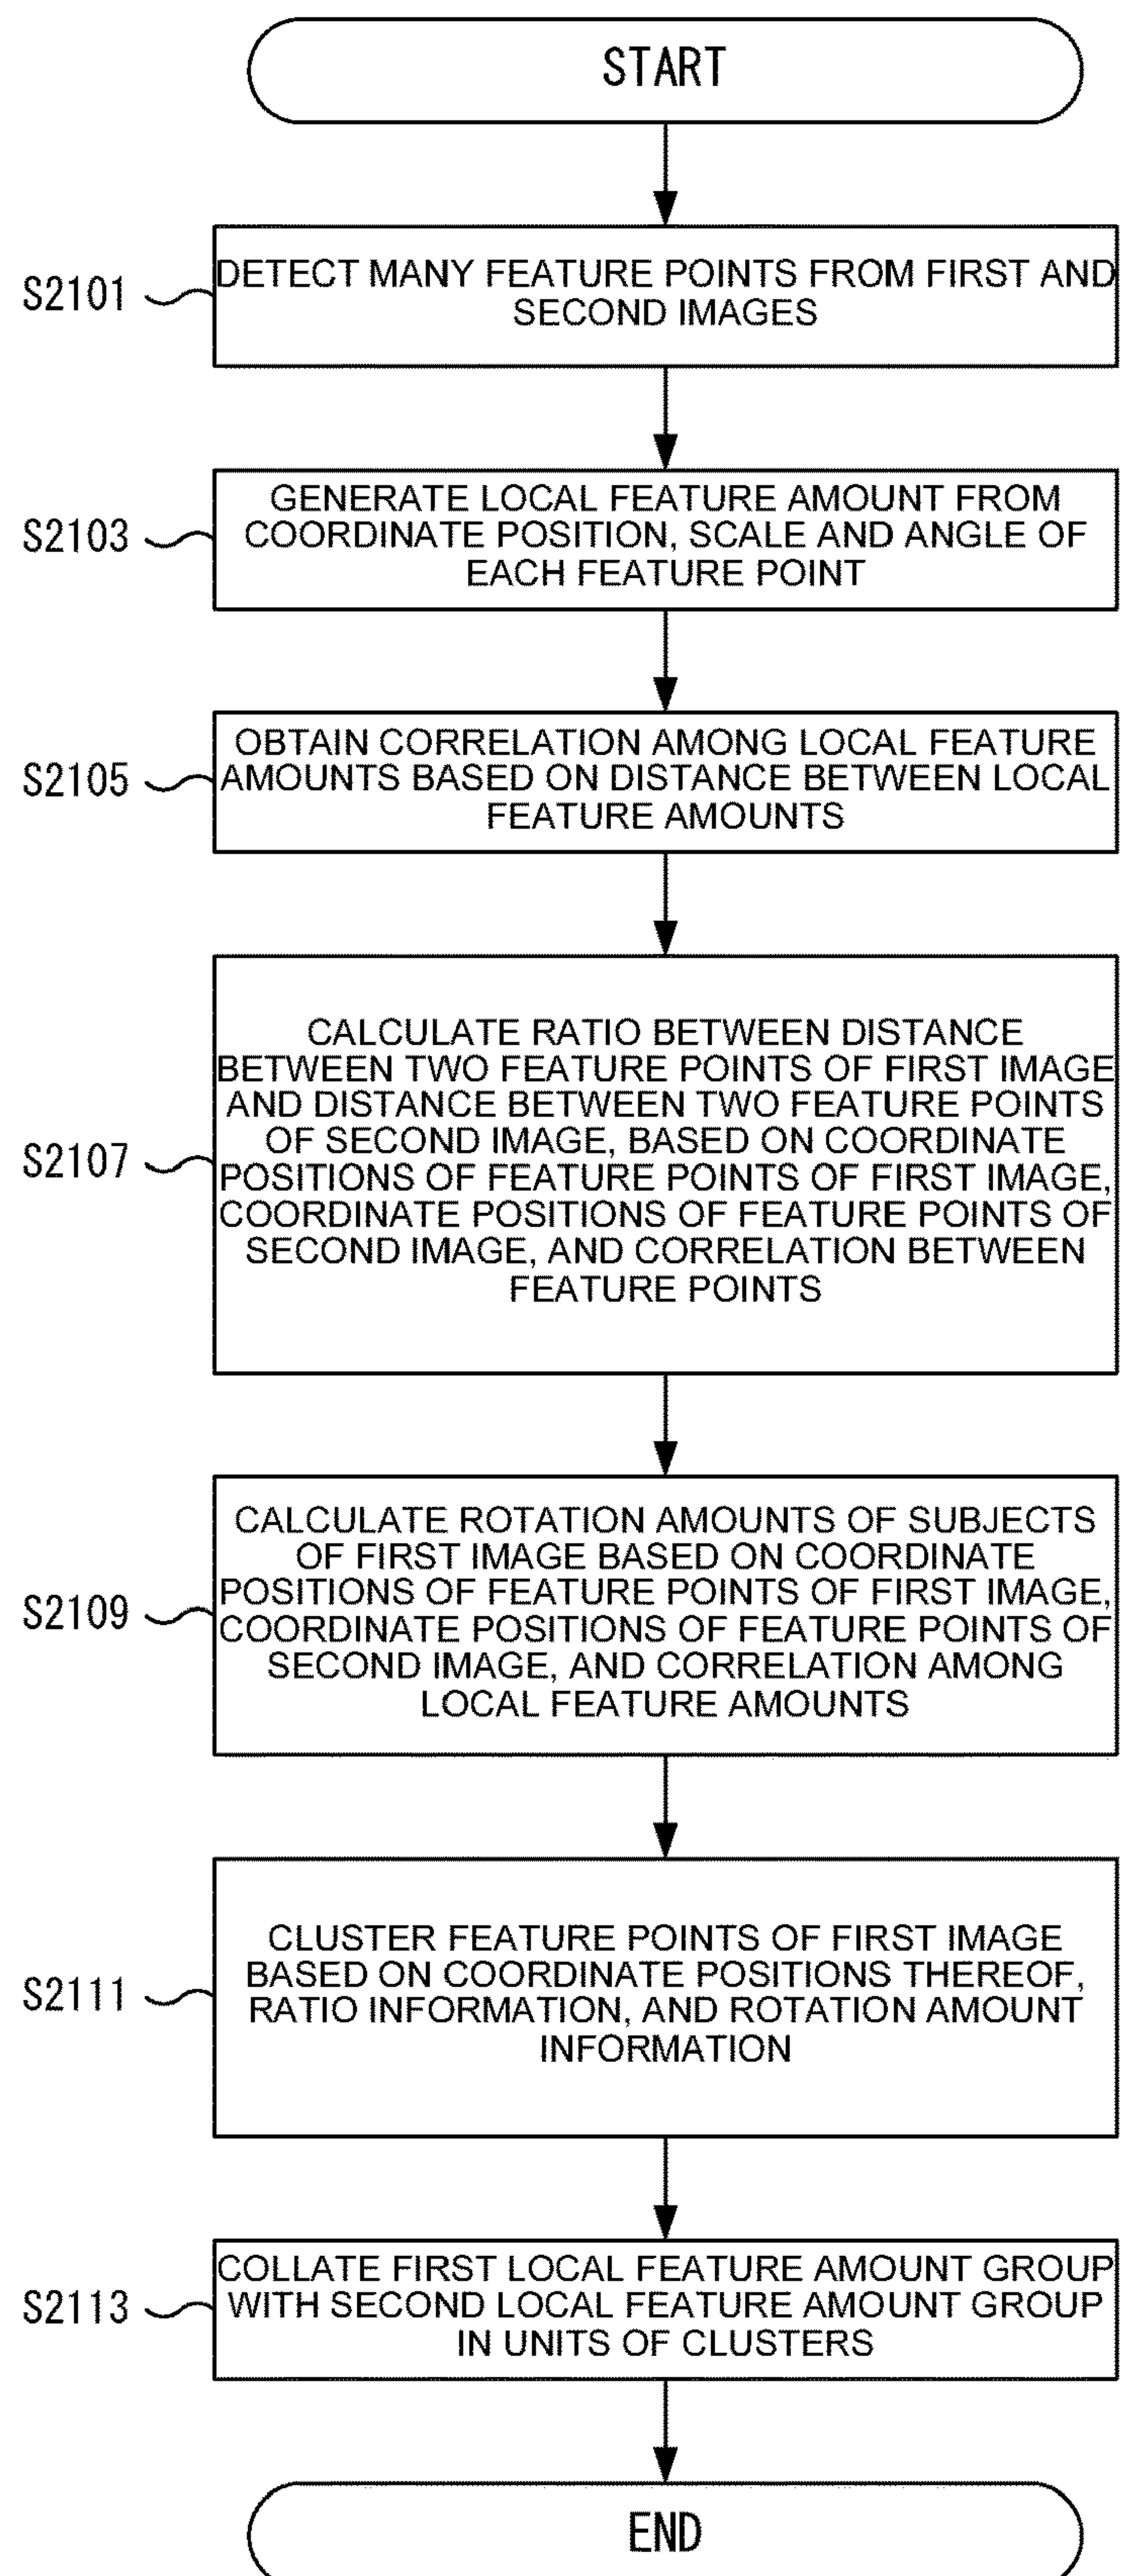 START
S2101
DETECT MANY FEATURE POINTS FROM FIRST AND
SECOND IMAGES
S2103
GENERATE LOCAL FEATURE AMOUNT FROM
COORDINATE POSITION, SCALE AND ANGLE OF
EACH FEATURE POINT
S2105
OBTAIN CORRELATION AMONG LOCAL FEATURE
AMOUNTS BASED ON DISTANCE BETWEEN LOCAL
FEATURE AMOUNTS
S2107
CALCULATE RATIO BETWEEN DISTANCE
BETWEEN TWO FEATURE POINTS OF FIRST IMAGE
AND DISTANCE BETWEEN TWO FEATURE POINTS
OF SECOND IMAGE, BASED ON COORDINATE
POSITIONS OF FEATURE POINTS OF FIRST IMAGE,
COORDINATE POSITIONS OF FEATURE POINTS OF
SECOND IMAGE, AND CORRELATION BETWEEN
FEATURE POINTS
S2109
CALCULATE ROTATION AMOUNTS OF SUBJECTS
OF FIRST IMAGE BASED ON COORDINATE
POSITIONS OF FEATURE POINTS OF FIRST IMAGE,
COORDINATE POSITIONS OF FEATURE POINTS OF
SECOND IMAGE, AND CORRELATION AMONG
LOCAL FEATURE AMOUNTS
S2111
CLUSTER FEATURE POINTS OF FIRST IMAGE
BASED ON COORDINATE POSITIONS THEREOF,
RATIO INFORMATION, AND ROTATION AMOUNT
INFORMATION
S2113
COLLATE FIRST LOCAL FEATURE AMOUNT GROUP
WITH SECOND LOCAL FEATURE AMOUNT GROUP
IN UNITS OF CLUSTERS
END